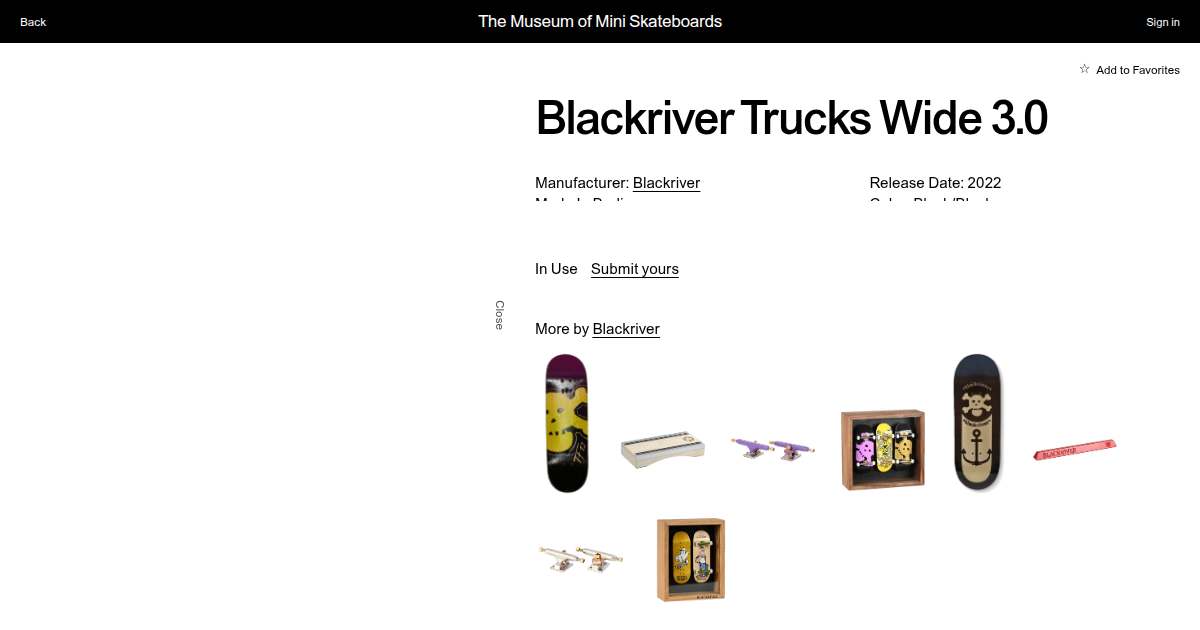 Back
The Museum of Mini Skateboards
Sign in
☆ Add to Favorites
Blackriver Trucks Wide 3.0
Manufacturer: Blackriver
Release Date: 2022
In Use Submit yours
Close
More by Blackriver
BLACKRIVER